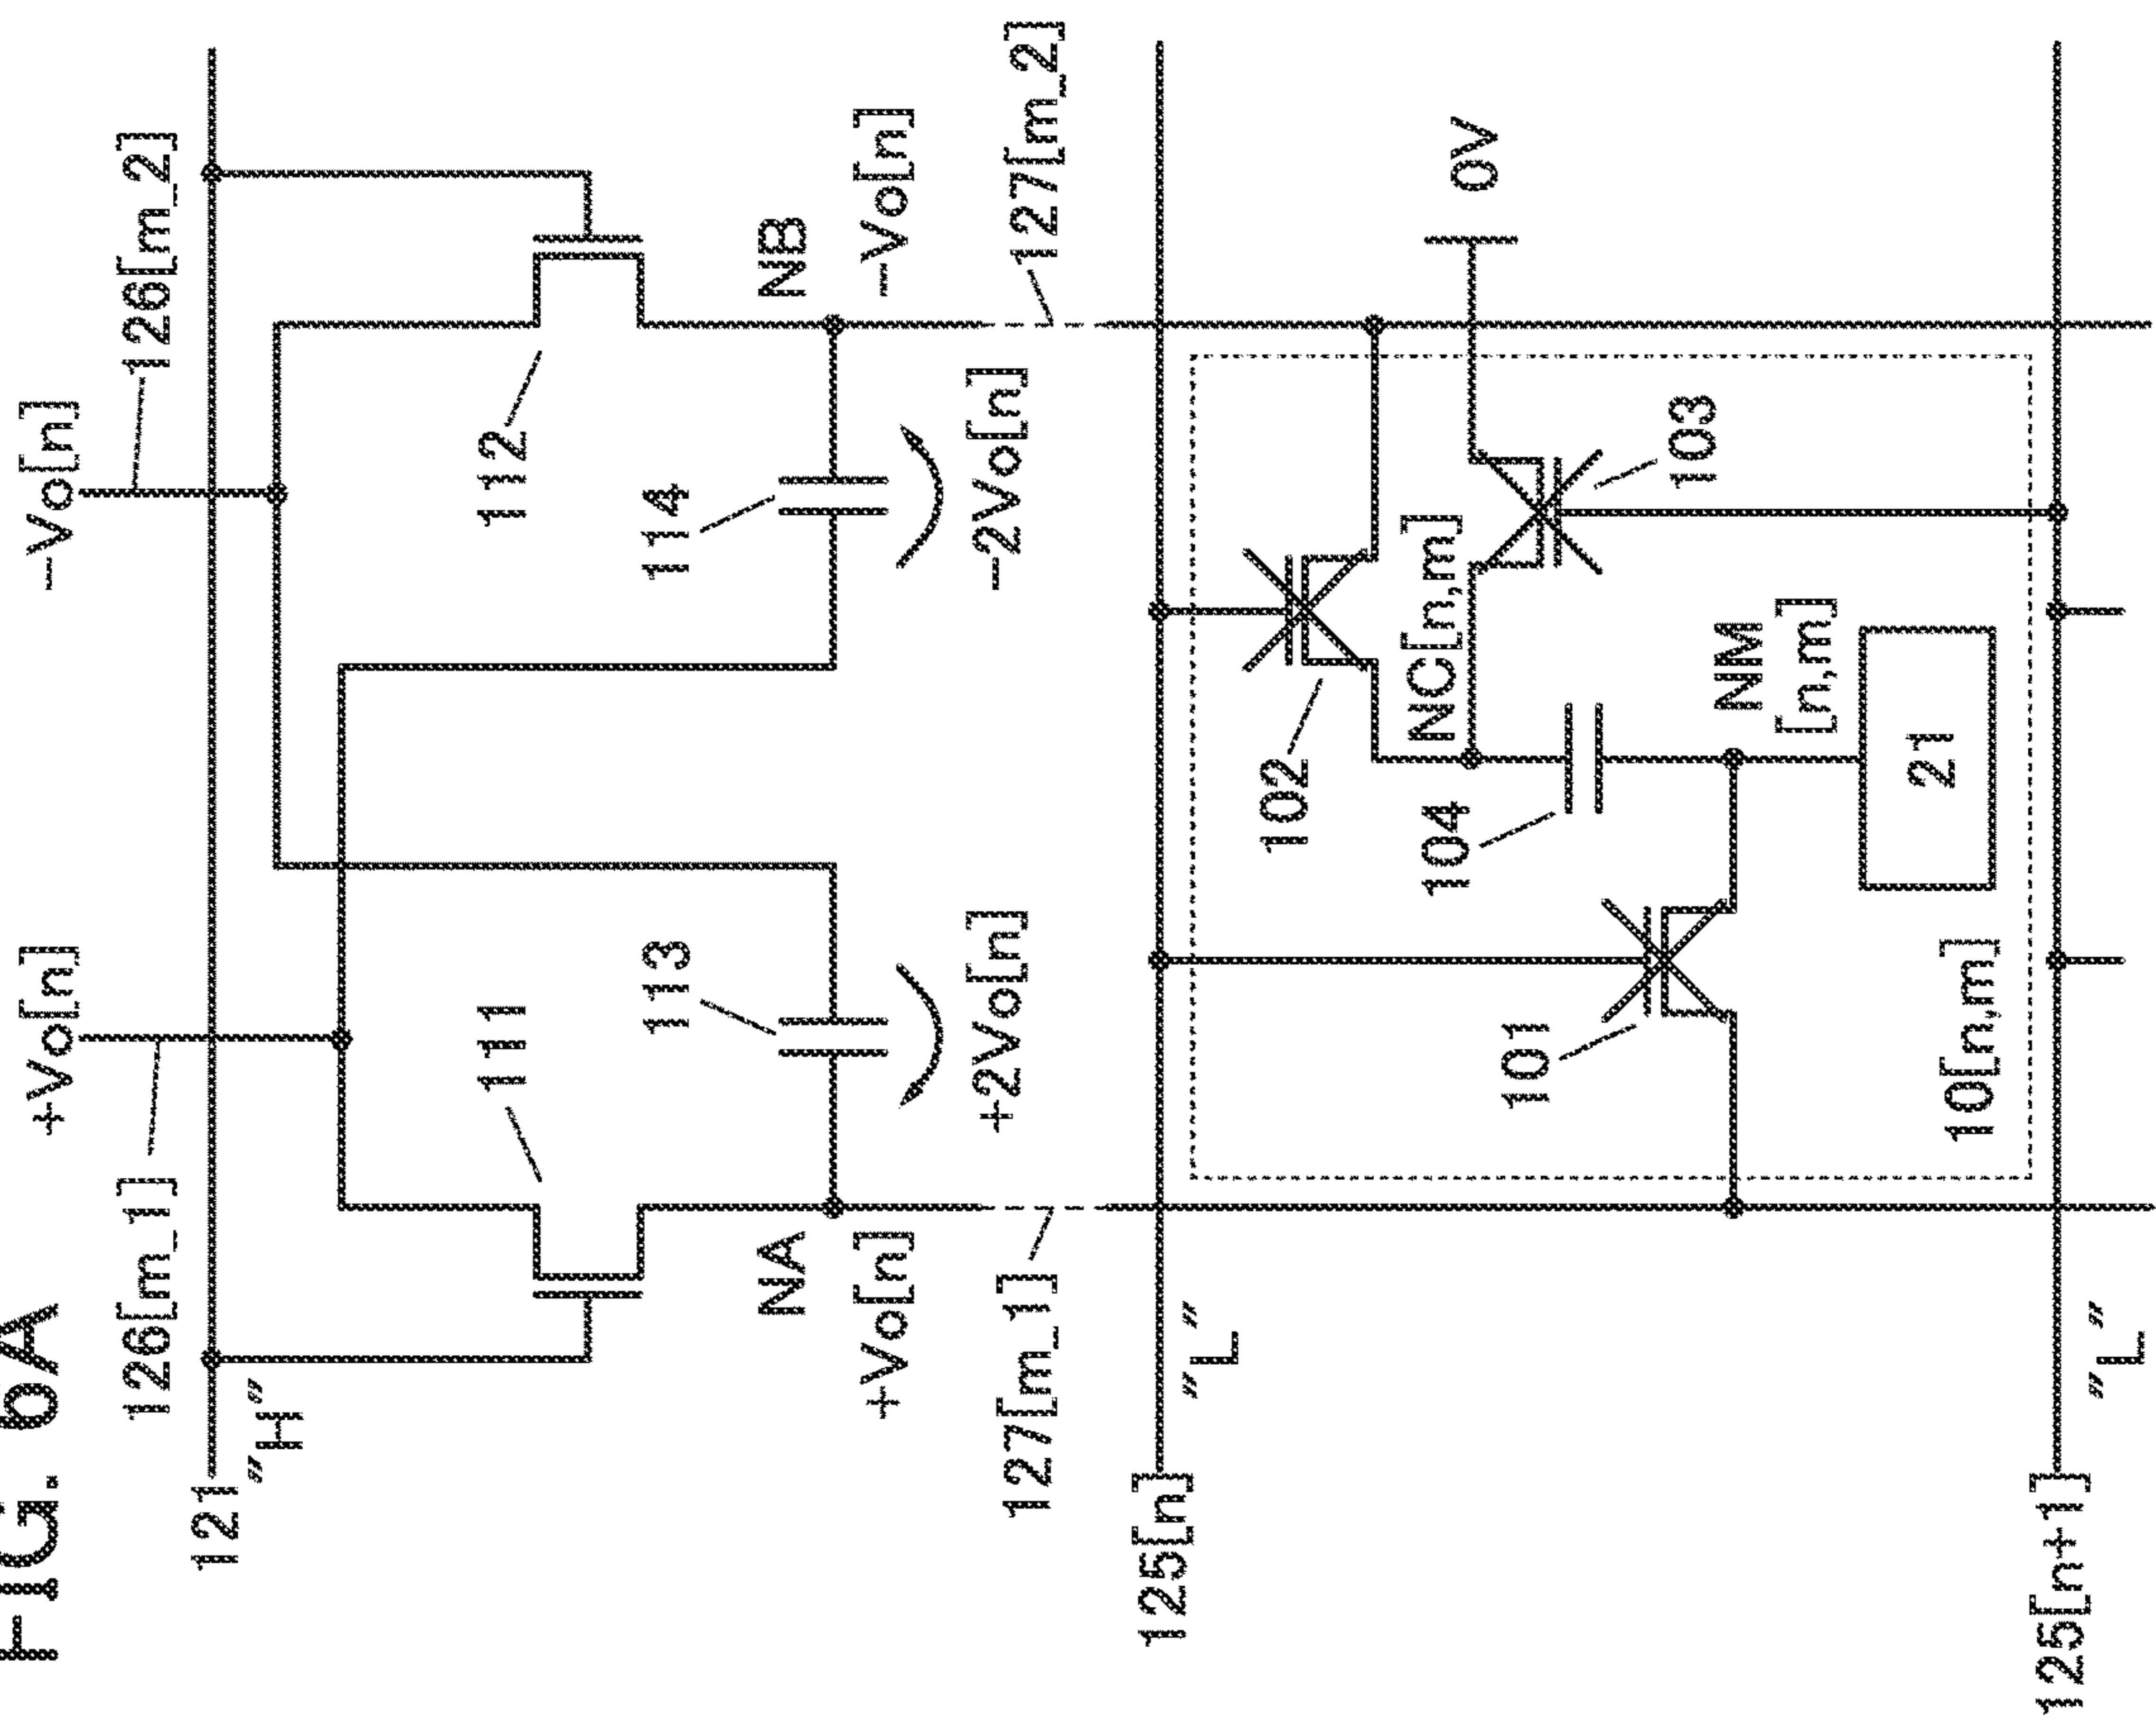 FIG. 6A
+Vo[n]
−Vo[n]
126[m_1]
126[m_2]
121
"H"
111
112
113
114
NA
NB
+Vo[n]
−Vo[n]
+2Vo[n]
−2Vo[n]
127[m_1]
127[m_2]
125[n]
"L"
102
0V
NC[n,m]
104
101
103
NM
[n,m]
21
10[n,m]
125[n+1]
"L"